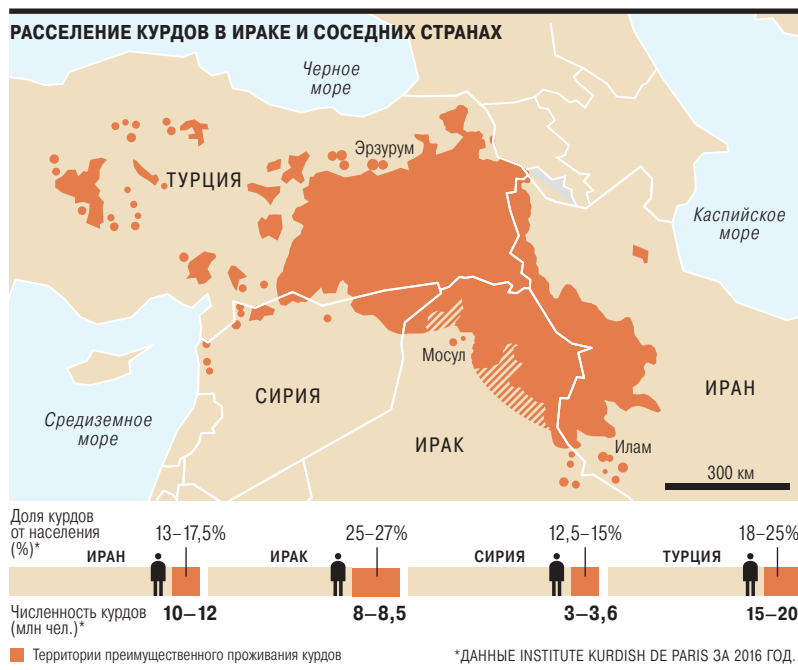 РАССЕЛЕНИЕ КУРДОВ В ИРАКЕ И СОСЕДНИХ СТРАНАХ
Черное
море
Эрзурум
ТУРЦИЯ
Каспийское
море
Мосул
СИРИЯ
ИРАН
Средиземное
море
ИРАК
Илам
300 км
Доля курдов
от населения
(%)*
13–17,5%
25–27%
12,5–15%
18–25%
ИРАН
ИРАК
СИРИЯ
ТУРЦИЯ
Численность курдов
(млн чел.)*
10–12
8–8,5
3–3,6
15–20
Территории преимущественного проживания курдов
*ДАННЫЕ INSTITUTE KURDISH DE PARIS ЗА 2016 ГОД.